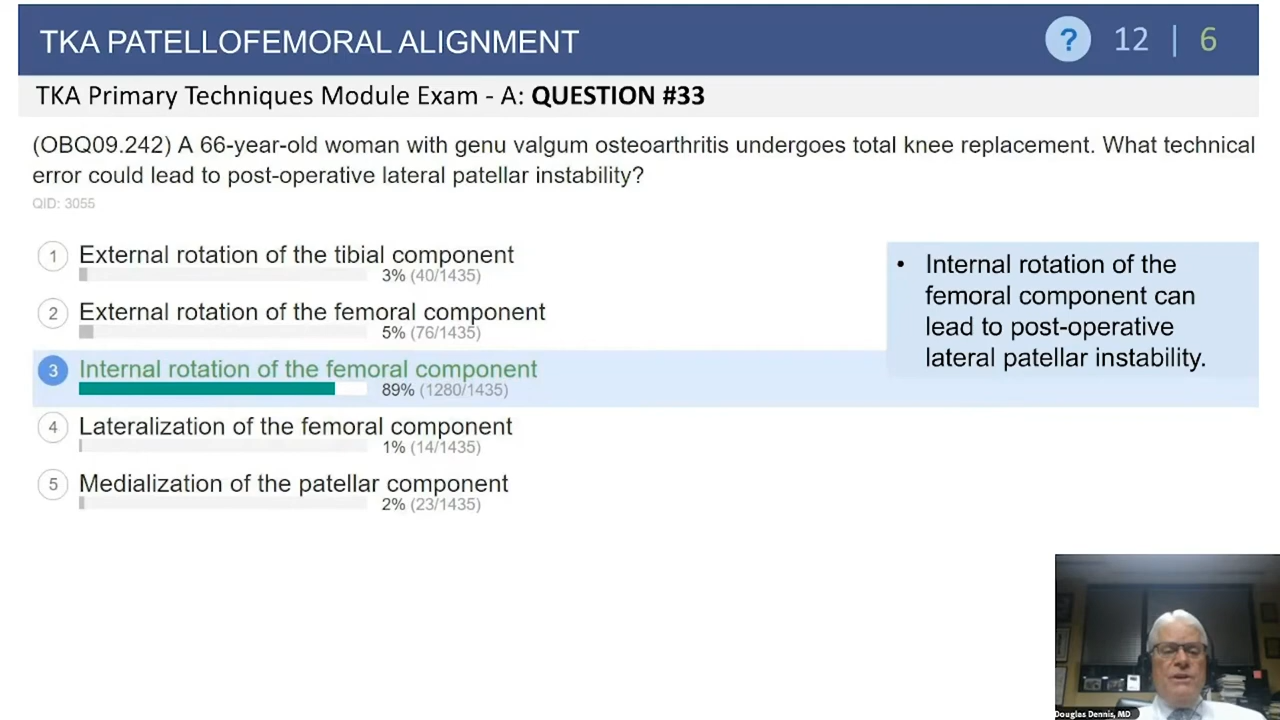 TKA PATELLOFEMORAL ALIGNMENT
? 12 | 6
TKA Primary Techniques Module Exam - A: QUESTION #33
(OBQ09.242) A 66-year-old woman with genu valgum osteoarthritis undergoes total knee replacement. What technical
error could lead to post-operative lateral patellar instability?
QID: 3055
1 External rotation of the tibial component
3% (40/1435)
2 External rotation of the femoral component
5% (76/1435)
3 Internal rotation of the femoral component
89% (1280/1435)
4 Lateralization of the femoral component
1% (14/1435)
5 Medialization of the patellar component
2% (23/1435)
• Internal rotation of the
femoral component can
lead to post-operative
lateral patellar instability.
Douglas Dennis, MD